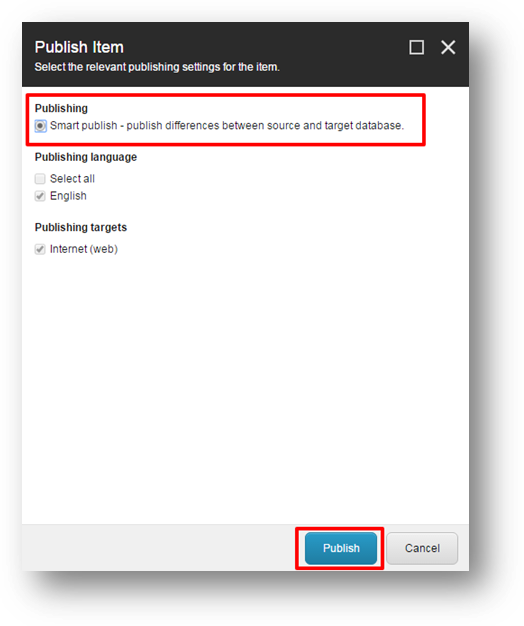 Publish Item
Select the relevant publishing settings for the item.
Publishing
Smart publish - publish differences between source and target database.
Publishing language
Select all
English
Publishing targets
Internet (web)
Publish
Cancel